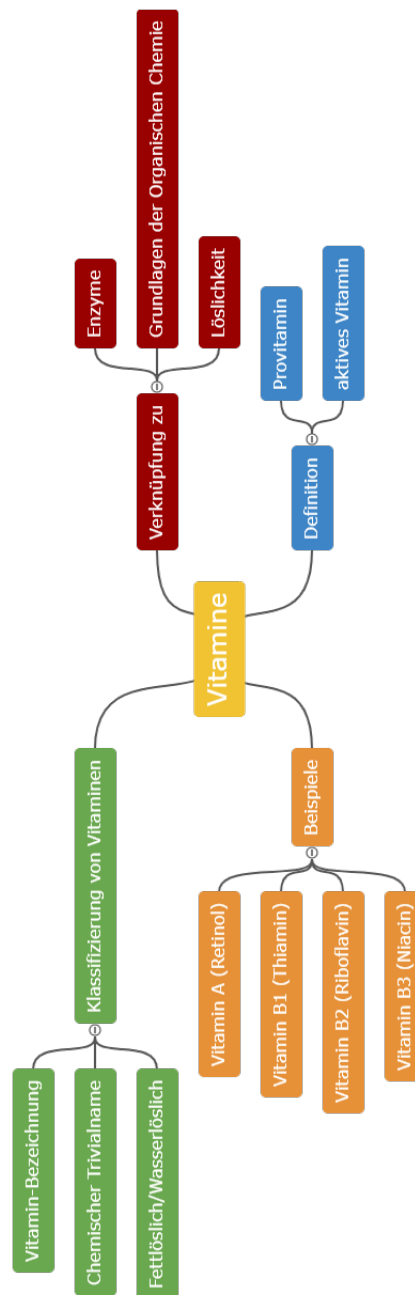 Vitamine
Klassifizierung von Vitaminen
Vitamin-Bezeichnung
Chemischer Trivialname
Fettlöslich/Wasserlöslich
Beispiele
Vitamin A (Retinol)
Vitamin B1 (Thiamin)
Vitamin B2 (Riboflavin)
Vitamin B3 (Niacin)
Verknüpfung zu
Enzyme
Grundlagen der Organischen Chemie
Löslichkeit
Definition
Provitamin
aktives Vitamin